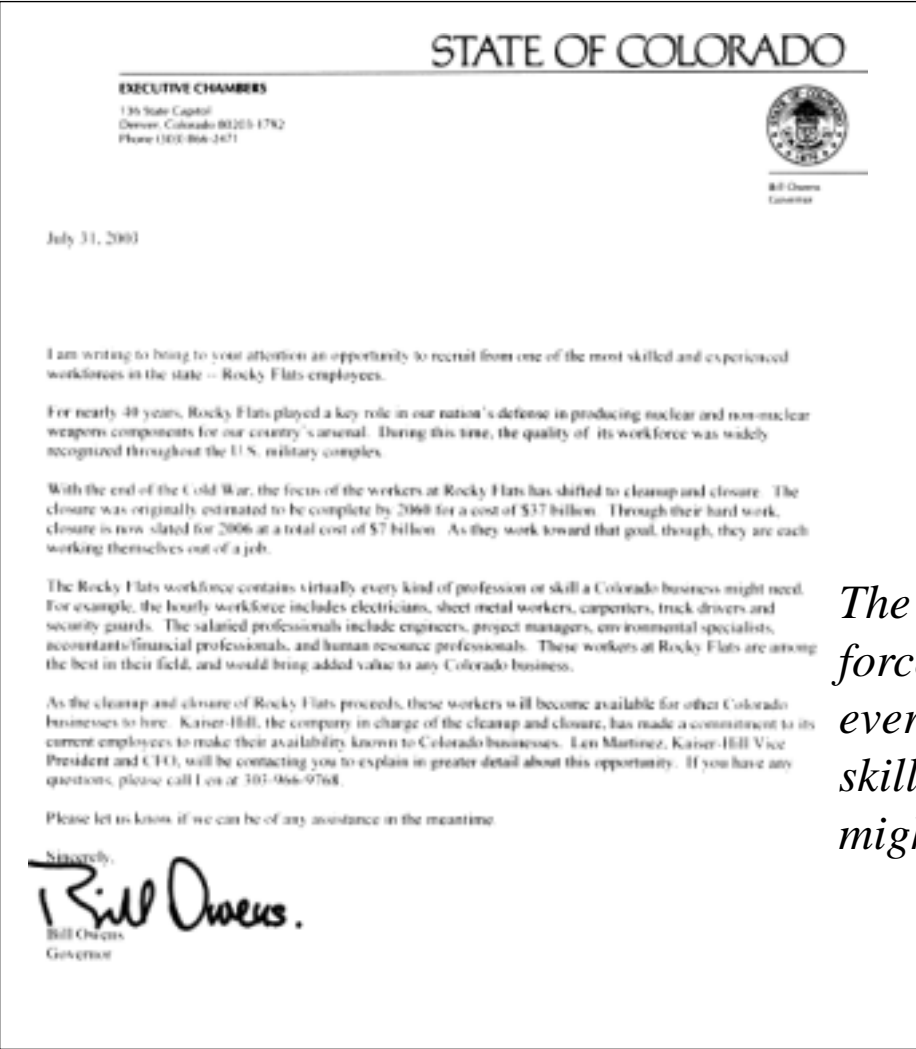 STATE OF COLORADO
EXECUTIVE CHAMBERS
136 State Capitol
Denver, Colorado 80203-1792
Phone (303) 866-2471
STATE OF COLORADO
1876
Bill Owens
Governor
July 31, 2003
I am writing to bring to your attention an opportunity to recruit from one of the most skilled and experienced
workforces in the state -- Rocky Flats employees.
For nearly 40 years, Rocky Flats played a key role in our nation's defense in producing nuclear and non-nuclear
weapons components for our country's arsenal. During this time, the quality of its workforce was widely
recognized throughout the U.S. military complex.
With the end of the Cold War, the focus of the workers at Rocky Flats has shifted to cleanup and closure. The
closure was originally estimated to be complete by 2060 for a cost of $37 billion. Through their hard work,
closure is now slated for 2006 at a total cost of $7 billion. As they work toward that goal, though, they are each
working themselves out of a job.
The Rocky Flats workforce contains virtually every kind of profession or skill a Colorado business might need.
For example, the hourly workforce includes electricians, sheet metal workers, carpenters, truck drivers and
security guards. The salaried professionals include engineers, project managers, environmental specialists,
accountants/financial professionals, and human resource professionals. These workers at Rocky Flats are among
the best in their field, and would bring added value to any Colorado business.
As the cleanup and closure of Rocky Flats proceeds, these workers will become available for other Colorado
businesses to hire. Kaiser-Hill, the company in charge of the cleanup and closure, has made a commitment to its
current employees to make their availability known to Colorado businesses. Len Martinez, Kaiser-Hill Vice
President and CFO, will be contacting you to explain in greater detail about this opportunity. If you have any
questions, please call Len at 303-966-9768.
Please let us know if we can be of any assistance in the meantime.
Sincerely,
Bill Owens.
Bill Owens
Governor
The
forc
ever
skill
migh